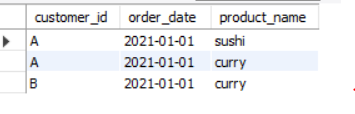 customer_id order_date product_name
A 2021-01-01 sushi
A 2021-01-01 curry
B 2021-01-01 curry